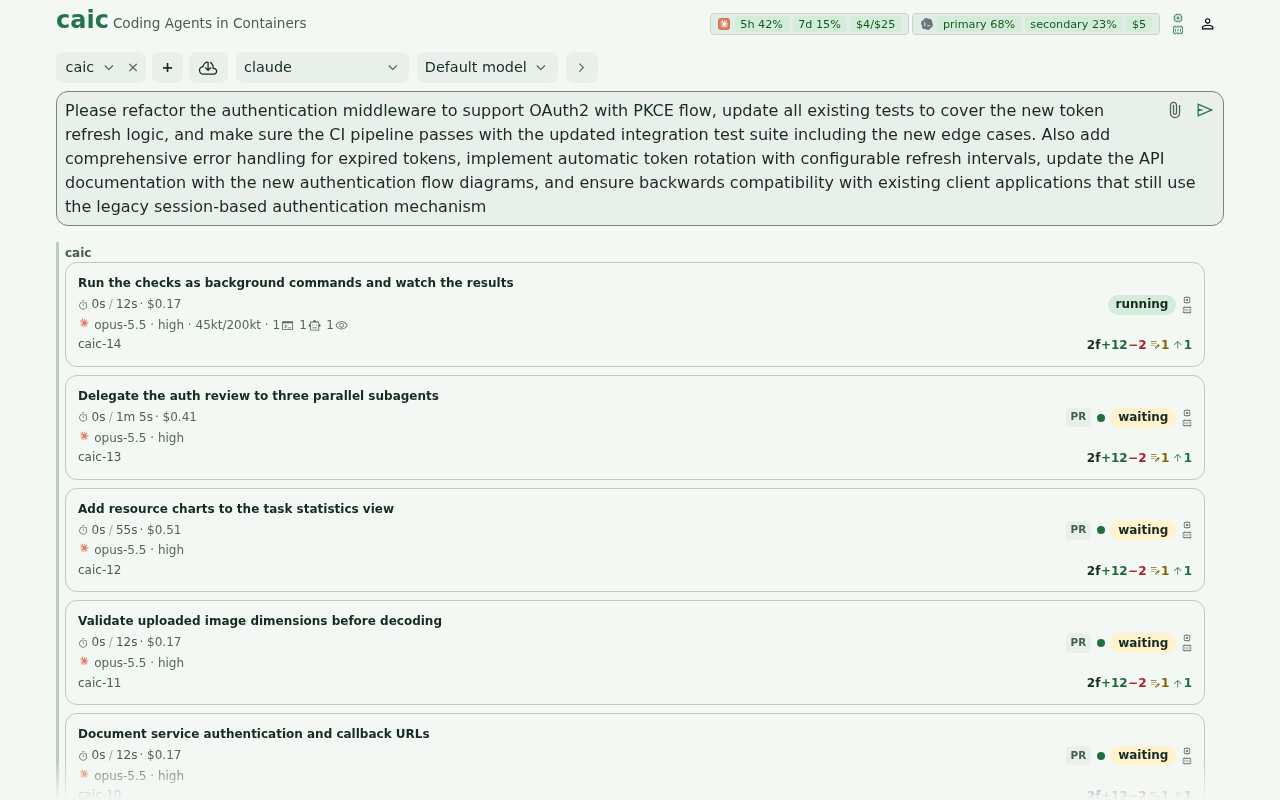 caic Coding Agents in Containers
5h 42% 7d 15% $4/$25 primary 68% secondary 23% $5
caic × + claude Default model
Please refactor the authentication middleware to support OAuth2 with PKCE flow, update all existing tests to cover the new token
refresh logic, and make sure the CI pipeline passes with the updated integration test suite including the new edge cases. Also add
comprehensive error handling for expired tokens, implement automatic token rotation with configurable refresh intervals, update the API
documentation with the new authentication flow diagrams, and ensure backwards compatibility with existing client applications that still use
the legacy session-based authentication mechanism
caic
Run the checks as background commands and watch the results
0s / 12s · $0.17
running
opus-5.5 · high · 45kt/200kt · 1 1 1
caic-14
2f+12−2 1 ↑1
Delegate the auth review to three parallel subagents
0s / 1m 5s · $0.41
PR waiting
opus-5.5 · high
caic-13
2f+12−2 1 ↑1
Add resource charts to the task statistics view
0s / 55s · $0.51
PR waiting
opus-5.5 · high
caic-12
2f+12−2 1 ↑1
Validate uploaded image dimensions before decoding
0s / 12s · $0.17
PR waiting
opus-5.5 · high
caic-11
2f+12−2 1 ↑1
Document service authentication and callback URLs
0s / 12s · $0.17
PR waiting
opus-5.5 · high
caic-10
2f+12−2 1 ↑1